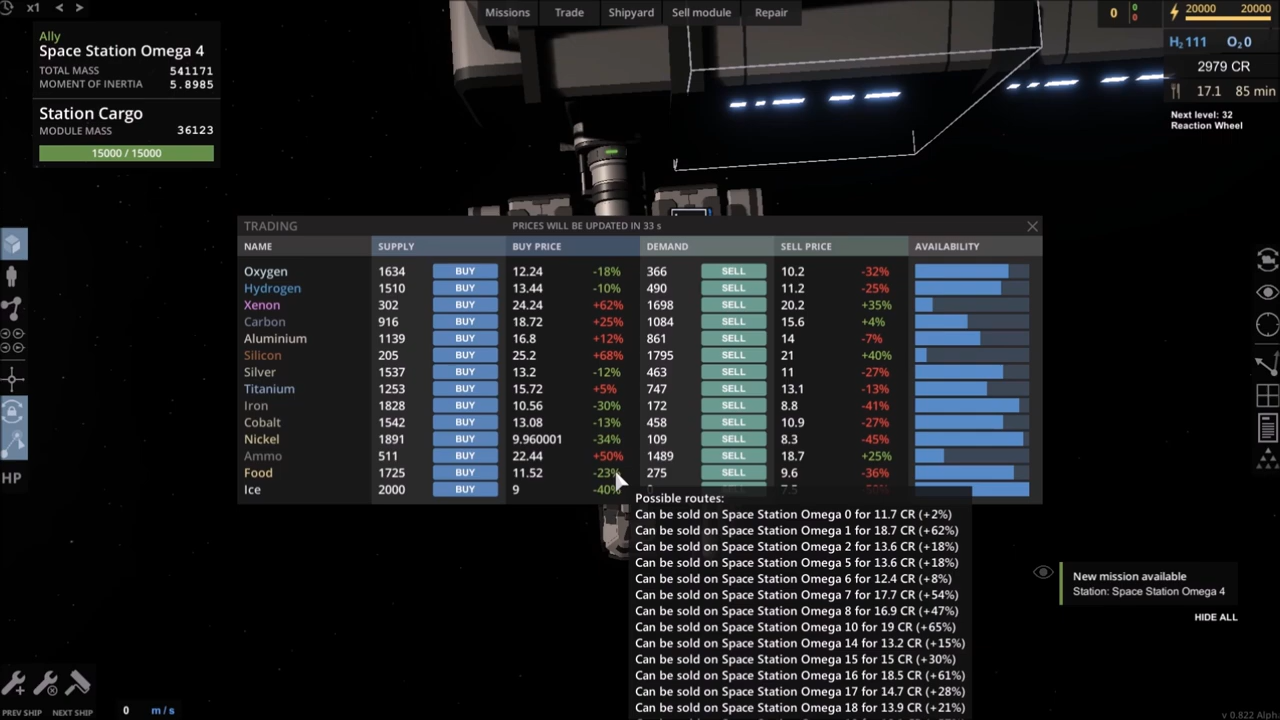 x1 < >
Missions Trade Shipyard Sell module Repair
0 0 0
20000 20000
Ally
Space Station Omega 4
TOTAL MASS 541171
MOMENT OF INERTIA 5.8985
Station Cargo
MODULE MASS 36123
15000 / 15000
H₂ 111 O₂ 0
2979 CR
17.1 85 min
Next level: 32
Reaction Wheel
TRADING PRICES WILL BE UPDATED IN 33 s
NAME SUPPLY BUY PRICE DEMAND SELL PRICE AVAILABILITY
Oxygen 1634 BUY 12.24 -18% 366 SELL 10.2 -32%
Hydrogen 1510 BUY 13.44 -10% 490 SELL 11.2 -25%
Xenon 302 BUY 24.24 +62% 1698 SELL 20.2 +35%
Carbon 916 BUY 18.72 +25% 1084 SELL 15.6 +4%
Aluminium 1139 BUY 16.8 +12% 861 SELL 14 -7%
Silicon 205 BUY 25.2 +68% 1795 SELL 21 +40%
Silver 1537 BUY 13.2 -12% 463 SELL 11 -27%
Titanium 1253 BUY 15.72 +5% 747 SELL 13.1 -13%
Iron 1828 BUY 10.56 -30% 172 SELL 8.8 -41%
Cobalt 1542 BUY 13.08 -13% 458 SELL 10.9 -27%
Nickel 1891 BUY 9.960001 -34% 109 SELL 8.3 -45%
Ammo 511 BUY 22.44 +50% 1489 SELL 18.7 +25%
Food 1725 BUY 11.52 -23% 275 SELL 9.6 -36%
Ice 2000 BUY 9 -40% 0 SELL 7.5 -50%
Possible routes:
Can be sold on Space Station Omega 0 for 11.7 CR (+2%)
Can be sold on Space Station Omega 1 for 18.7 CR (+62%)
Can be sold on Space Station Omega 2 for 13.6 CR (+18%)
Can be sold on Space Station Omega 5 for 13.6 CR (+18%)
Can be sold on Space Station Omega 6 for 12.4 CR (+8%)
Can be sold on Space Station Omega 7 for 17.7 CR (+54%)
Can be sold on Space Station Omega 8 for 16.9 CR (+47%)
Can be sold on Space Station Omega 10 for 19 CR (+65%)
Can be sold on Space Station Omega 14 for 13.2 CR (+15%)
Can be sold on Space Station Omega 15 for 15 CR (+30%)
Can be sold on Space Station Omega 16 for 18.5 CR (+61%)
Can be sold on Space Station Omega 17 for 14.7 CR (+28%)
Can be sold on Space Station Omega 18 for 13.9 CR (+21%)
HP
New mission available
Station: Space Station Omega 4
HIDE ALL
PREV SHIP NEXT SHIP 0 m/s
v 0.822 Alph